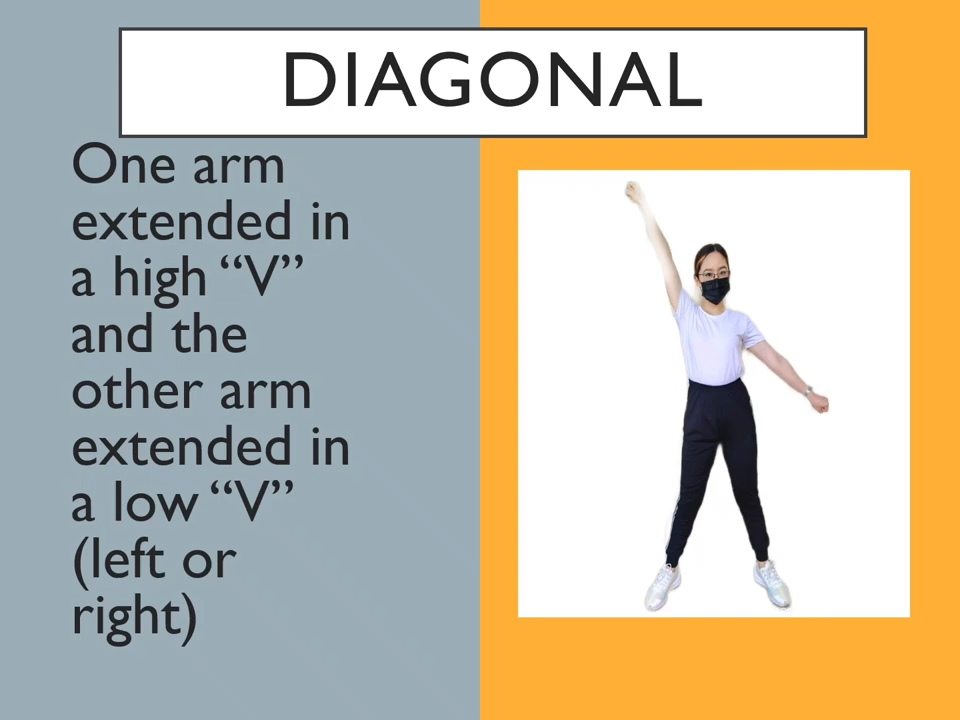 DIAGONAL
One arm
extended in
a high “V”
and the
other arm
extended in
a low “V”
(left or
right)